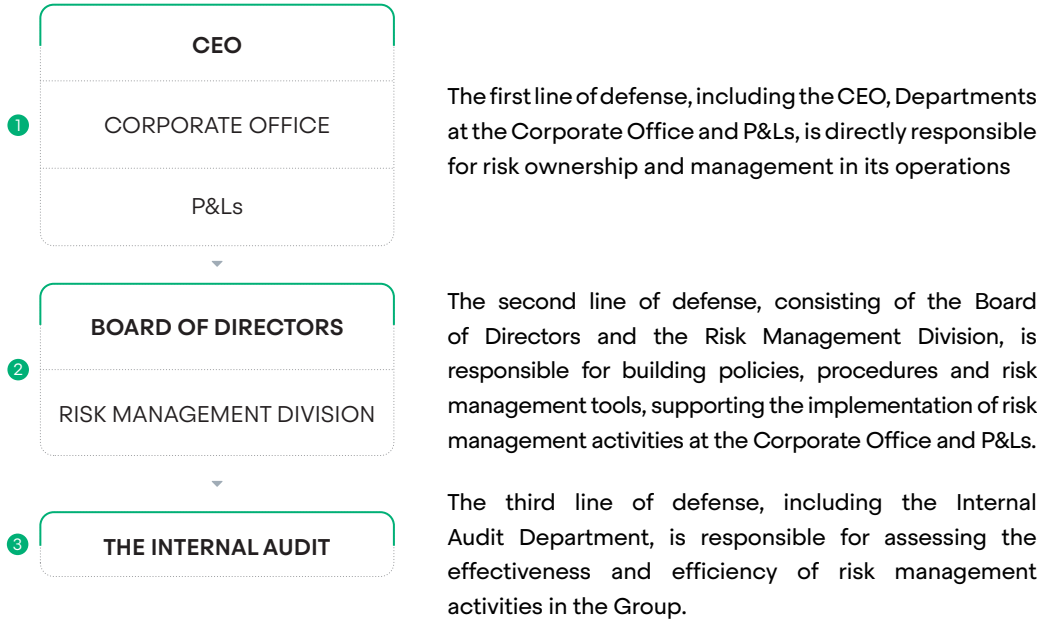 CEO
1
CORPORATE OFFICE
P&Ls
The first line of defense, including the CEO, Departments
at the Corporate Office and P&Ls, is directly responsible
for risk ownership and management in its operations
BOARD OF DIRECTORS
2
RISK MANAGEMENT DIVISION
The second line of defense, consisting of the Board
of Directors and the Risk Management Division, is
responsible for building policies, procedures and risk
management tools, supporting the implementation of risk
management activities at the Corporate Office and P&Ls.
3
THE INTERNAL AUDIT
The third line of defense, including the Internal
Audit Department, is responsible for assessing the
effectiveness and efficiency of risk management
activities in the Group.